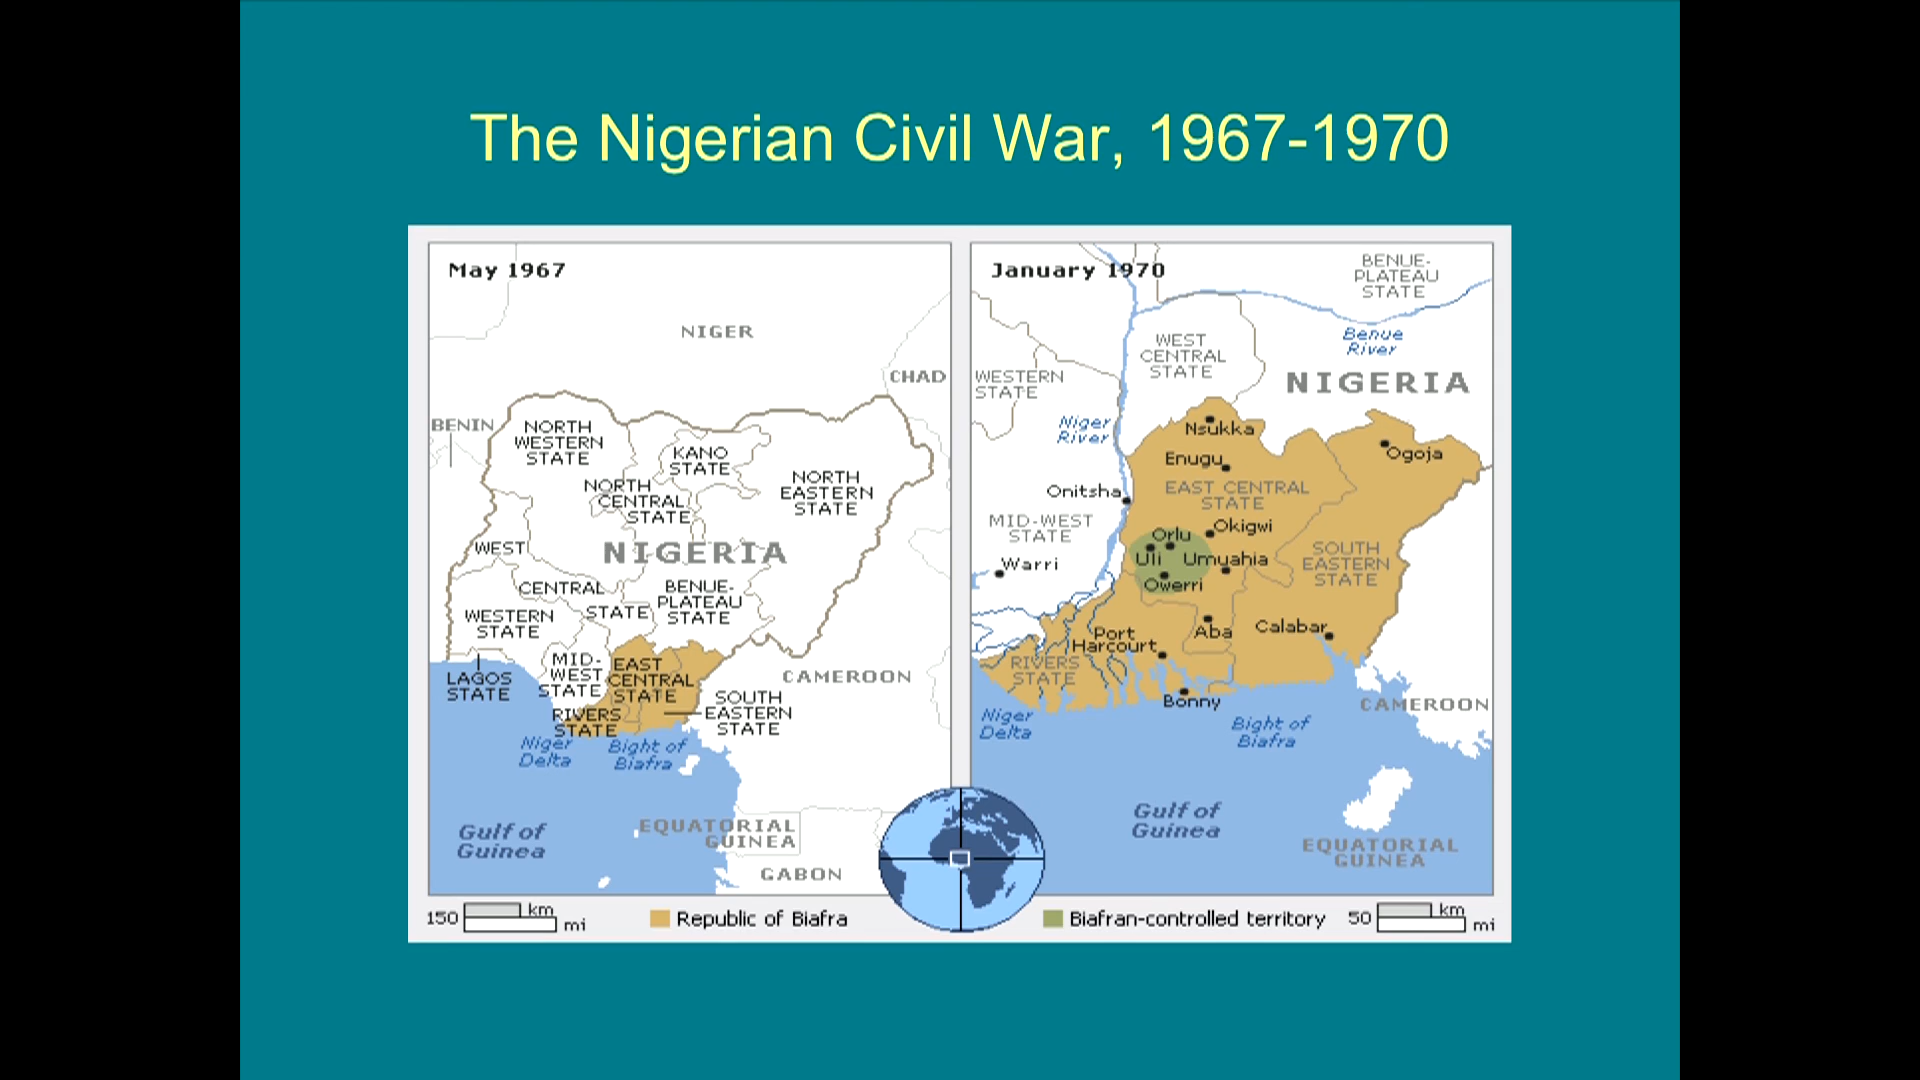 The Nigerian Civil War, 1967-1970
May 1967
NIGER
CHAD
BENIN
NORTH
WESTERN
STATE
KANO
STATE
NORTH
CENTRAL
STATE
NORTH
EASTERN
STATE
NIGERIA
WEST
CENTRAL
STATE
BENUE-
PLATEAU
STATE
WESTERN
STATE
LAGOS
STATE
MID-
WEST
STATE
EAST
CENTRAL
STATE
RIVERS
STATE
SOUTH
EASTERN
STATE
CAMEROON
Niger
Delta
Bight of
Biafra
Gulf of
Guinea
EQUATORIAL
GUINEA
GABON
150 km
mi
Republic of Biafra
January 1970
BENUE-
PLATEAU
STATE
Benue
River
WEST
CENTRAL
STATE
NIGERIA
WESTERN
STATE
Niger
River
Nsukka
Ogoja
Enugu
Onitsha
EAST CENTRAL
STATE
MID-WEST
STATE
Okigwi
Orlu
Uli
Umuahia
SOUTH
EASTERN
STATE
Warri
Owerri
Port
Harcourt
Aba
Calabar
RIVERS
STATE
Bonny
CAMEROON
Niger
Delta
Bight of
Biafra
Gulf of
Guinea
EQUATORIAL
GUINEA
Biafran-controlled territory
50 km
mi